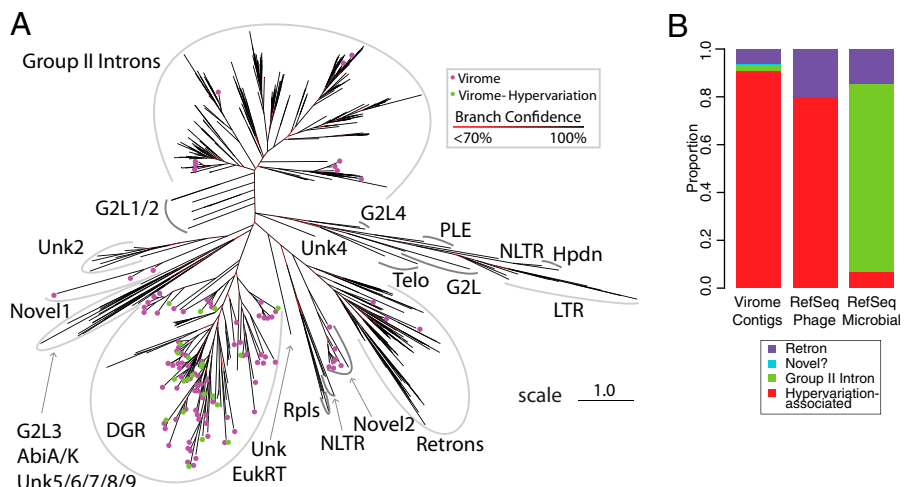 A
Group II Introns
Virome
Virome- Hypervariation
Branch Confidence
<70% 100%
G2L1/2
G2L4
Unk2
Unk4
PLE
NLTR
Hpdn
Telo
G2L
LTR
Novel1
DGR
G2L3
AbiA/K
Unk5/6/7/8/9
Unk
EukRT
Rpls
NLTR
Novel2
Retrons
scale 1.0
B
Proportion
1.0
0.8
0.6
0.4
0.2
0.0
Virome
Contigs
RefSeq
Phage
RefSeq
Microbial
Retron
Novel?
Group II Intron
Hypervariation-
associated